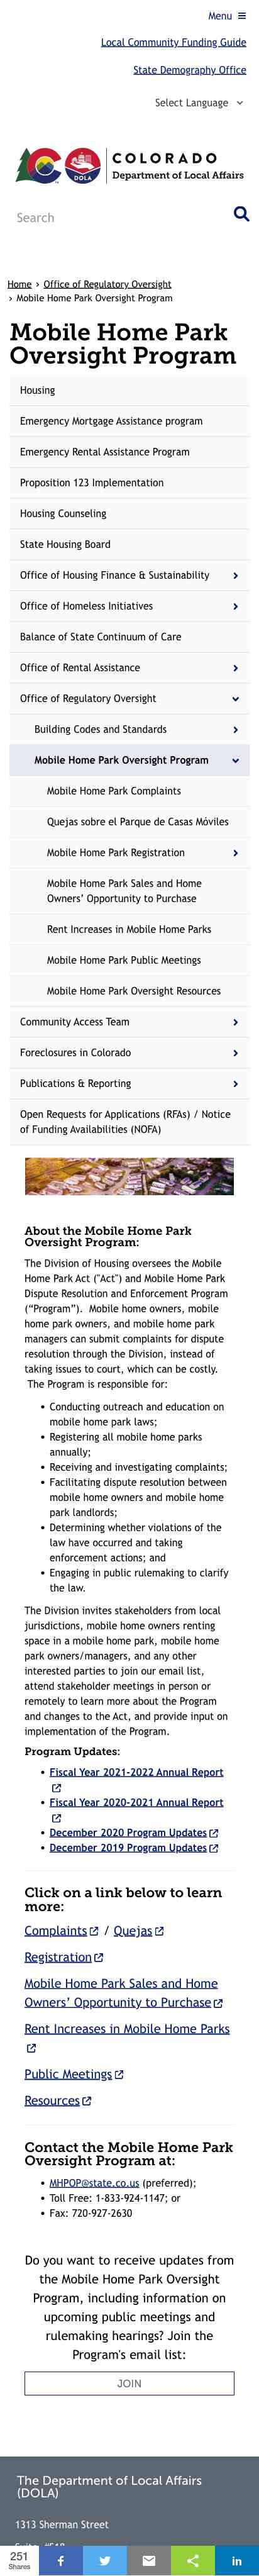 Menu
Local Community Funding Guide
State Demography Office
Select Language
CO
DOLA
COLORADO
Department of Local Affairs
Search
Home › Office of Regulatory Oversight
› Mobile Home Park Oversight Program
Mobile Home Park
Oversight Program
Housing
Emergency Mortgage Assistance program
Emergency Rental Assistance Program
Proposition 123 Implementation
Housing Counseling
State Housing Board
Office of Housing Finance & Sustainability
Office of Homeless Initiatives
Balance of State Continuum of Care
Office of Rental Assistance
Office of Regulatory Oversight
Building Codes and Standards
Mobile Home Park Oversight Program
Mobile Home Park Complaints
Quejas sobre el Parque de Casas Móviles
Mobile Home Park Registration
Mobile Home Park Sales and Home
Owners’ Opportunity to Purchase
Rent Increases in Mobile Home Parks
Mobile Home Park Public Meetings
Mobile Home Park Oversight Resources
Community Access Team
Foreclosures in Colorado
Publications & Reporting
Open Requests for Applications (RFAs) / Notice
of Funding Availabilities (NOFA)
About the Mobile Home Park
Oversight Program:
The Division of Housing oversees the Mobile
Home Park Act ("Act") and Mobile Home Park
Dispute Resolution and Enforcement Program
(“Program”).  Mobile home owners, mobile
home park owners, and mobile home park
managers can submit complaints for dispute
resolution through the Division, instead of
taking issues to court, which can be costly.
The Program is responsible for:
• Conducting outreach and education on
mobile home park laws;
• Registering all mobile home parks
annually;
• Receiving and investigating complaints;
• Facilitating dispute resolution between
mobile home owners and mobile home
park landlords;
• Determining whether violations of the
law have occurred and taking
enforcement actions; and
• Engaging in public rulemaking to clarify
the law.
The Division invites stakeholders from local
jurisdictions, mobile home owners renting
space in a mobile home park, mobile home
park owners/managers, and any other
interested parties to join our email list,
attend stakeholder meetings in person or
remotely to learn more about the Program
and changes to the Act, and provide input on
implementation of the Program.
Program Updates:
• Fiscal Year 2021-2022 Annual Report
• Fiscal Year 2020-2021 Annual Report
• December 2020 Program Updates
• December 2019 Program Updates
Click on a link below to learn
more:
Complaints / Quejas
Registration
Mobile Home Park Sales and Home
Owners’ Opportunity to Purchase
Rent Increases in Mobile Home Parks
Public Meetings
Resources
Contact the Mobile Home Park
Oversight Program at:
• MHPOP@state.co.us (preferred);
• Toll Free: 1-833-924-1147; or
• Fax: 720-927-2630
Do you want to receive updates from
the Mobile Home Park Oversight
Program, including information on
upcoming public meetings and
rulemaking hearings? Join the
Program's email list:
JOIN
The Department of Local Affairs
(DOLA)
1313 Sherman Street
251
Shares